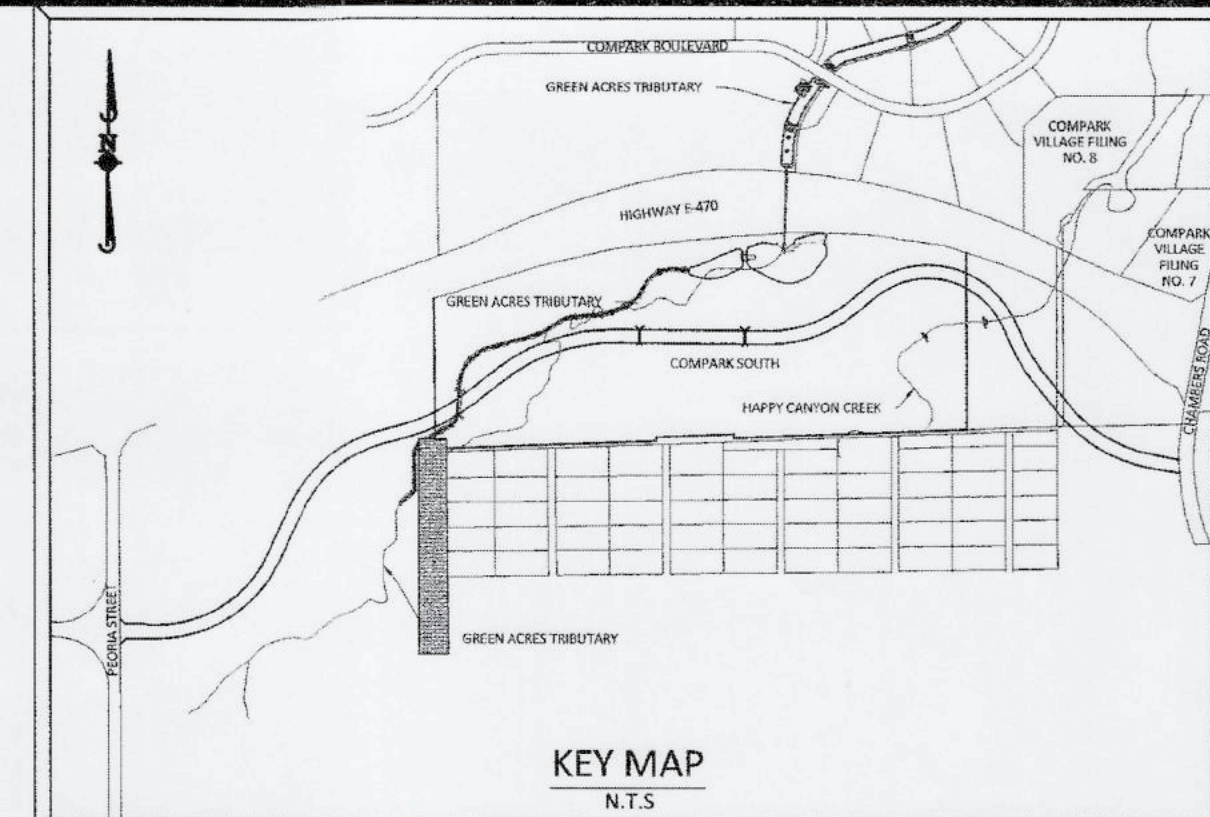 COMPARK BOULEVARD
GREEN ACRES TRIBUTARY
COMPARK
VILLAGE FILING
NO. 8
N
HIGHWAY E-470
COMPARK
VILLAGE
FILING
NO. 7
GREEN ACRES TRIBUTARY
COMPARK SOUTH
CHAMBERS ROAD
HAPPY CANYON CREEK
PEORIA STREET
GREEN ACRES TRIBUTARY
KEY MAP
N.T.S